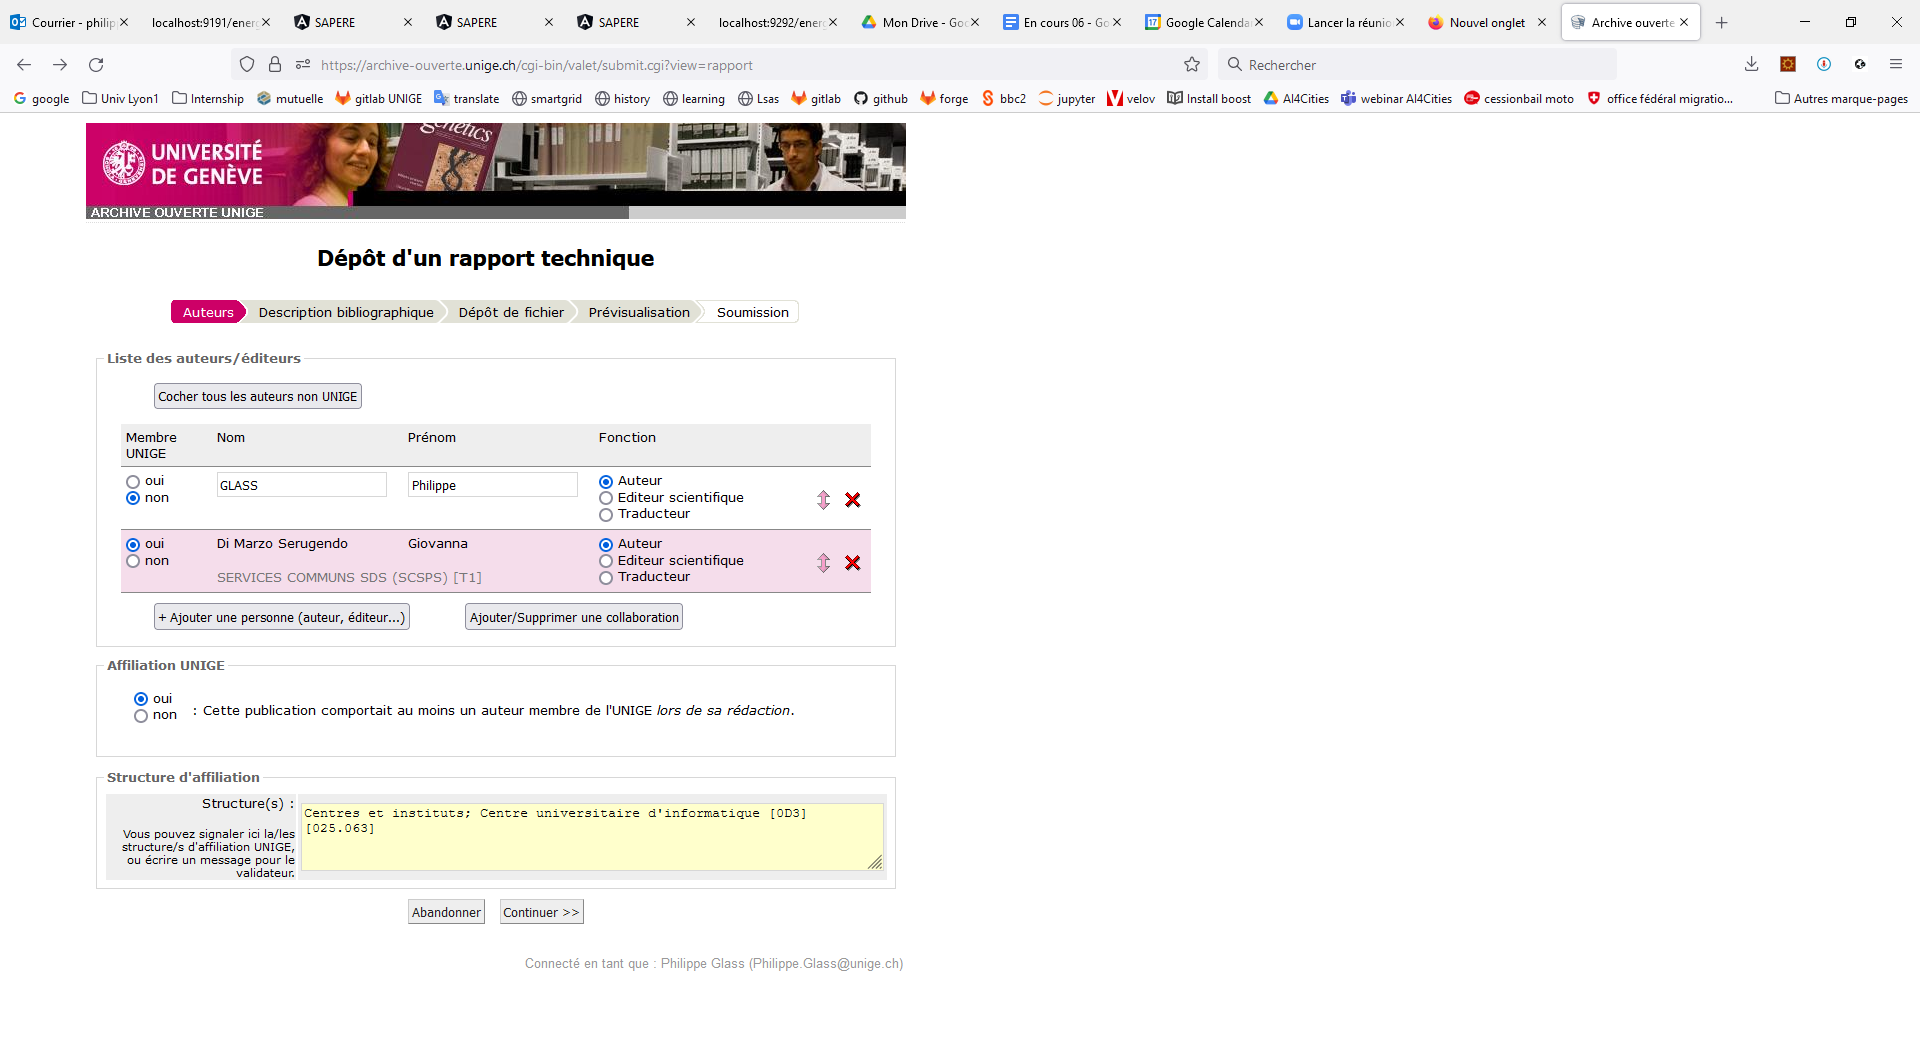 Courrier - philip
localhost:9191/energ
SAPERE
SAPERE
SAPERE
localhost:9292/energ
Mon Drive - Goo
En cours 06 - Go
Google Calenda
Lancer la réunio
Nouvel onglet
Archive ouverte
https://archive-ouverte.unige.ch/cgi-bin/valet/submit.cgi?view=rapport
Rechercher
google
Univ Lyon1
Internship
mutuelle
gitlab UNIGE
translate
smartgrid
history
learning
Lsas
gitlab
github
forge
bbc2
jupyter
velov
Install boost
AI4Cities
webinar AI4Cities
cessionbail moto
office fédéral migratio...
Autres marque-pages
genetics
UNIVERSITÉ
DE GENÈVE
ARCHIVE OUVERTE UNIGE
Dépôt d'un rapport technique
Auteurs
Description bibliographique
Dépôt de fichier
Prévisualisation
Soumission
Liste des auteurs/éditeurs
Cocher tous les auteurs non UNIGE
Membre UNIGE
Nom
Prénom
Fonction
oui
non
GLASS
Philippe
Auteur
Editeur scientifique
Traducteur
oui
non
Di Marzo Serugendo
Giovanna
SERVICES COMMUNS SDS (SCSPS) [T1]
Auteur
Editeur scientifique
Traducteur
+ Ajouter une personne (auteur, éditeur...)
Ajouter/Supprimer une collaboration
Affiliation UNIGE
oui
non
: Cette publication comportait au moins un auteur membre de l'UNIGE lors de sa rédaction.
Structure d'affiliation
Structure(s) :
Vous pouvez signaler ici la/les
structure/s d'affiliation UNIGE,
ou écrire un message pour le
validateur.
Centres et instituts; Centre universitaire d'informatique [0D3]
[025.063]
Abandonner
Continuer >>
Connecté en tant que : Philippe Glass (Philippe.Glass@unige.ch)